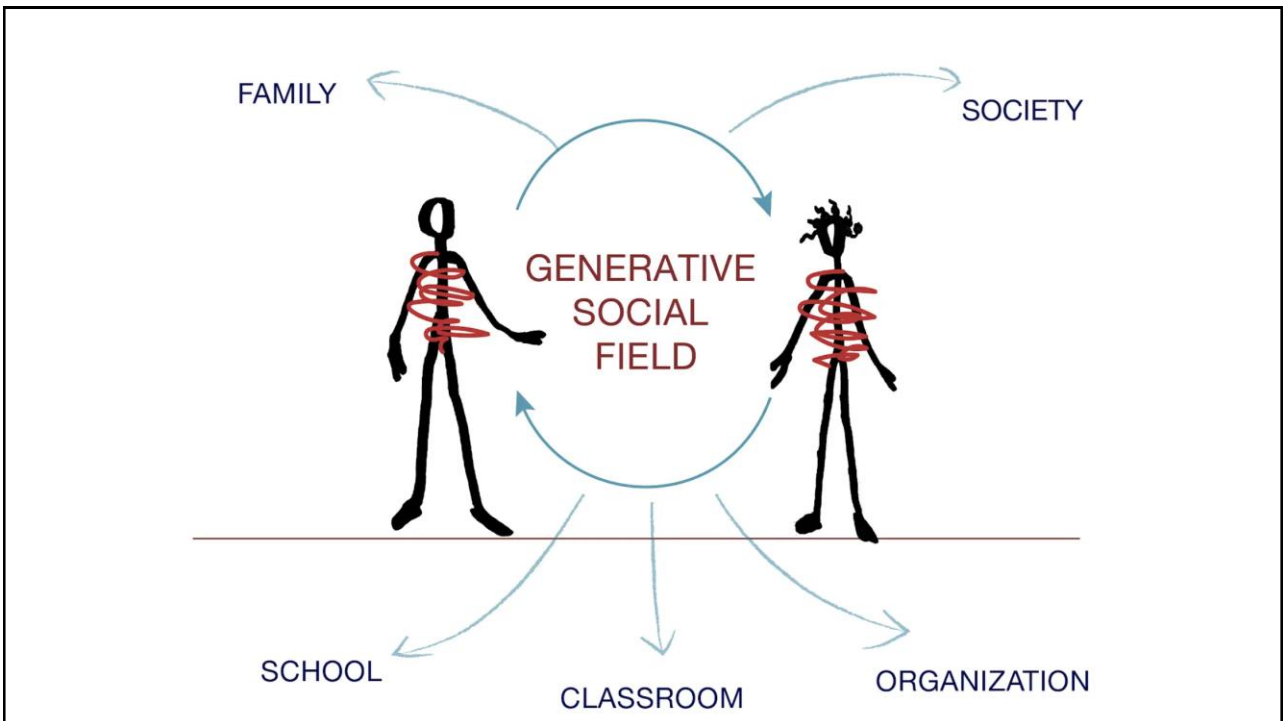 FAMILY
SOCIETY
GENERATIVE
SOCIAL
FIELD
SCHOOL
CLASSROOM
ORGANIZATION